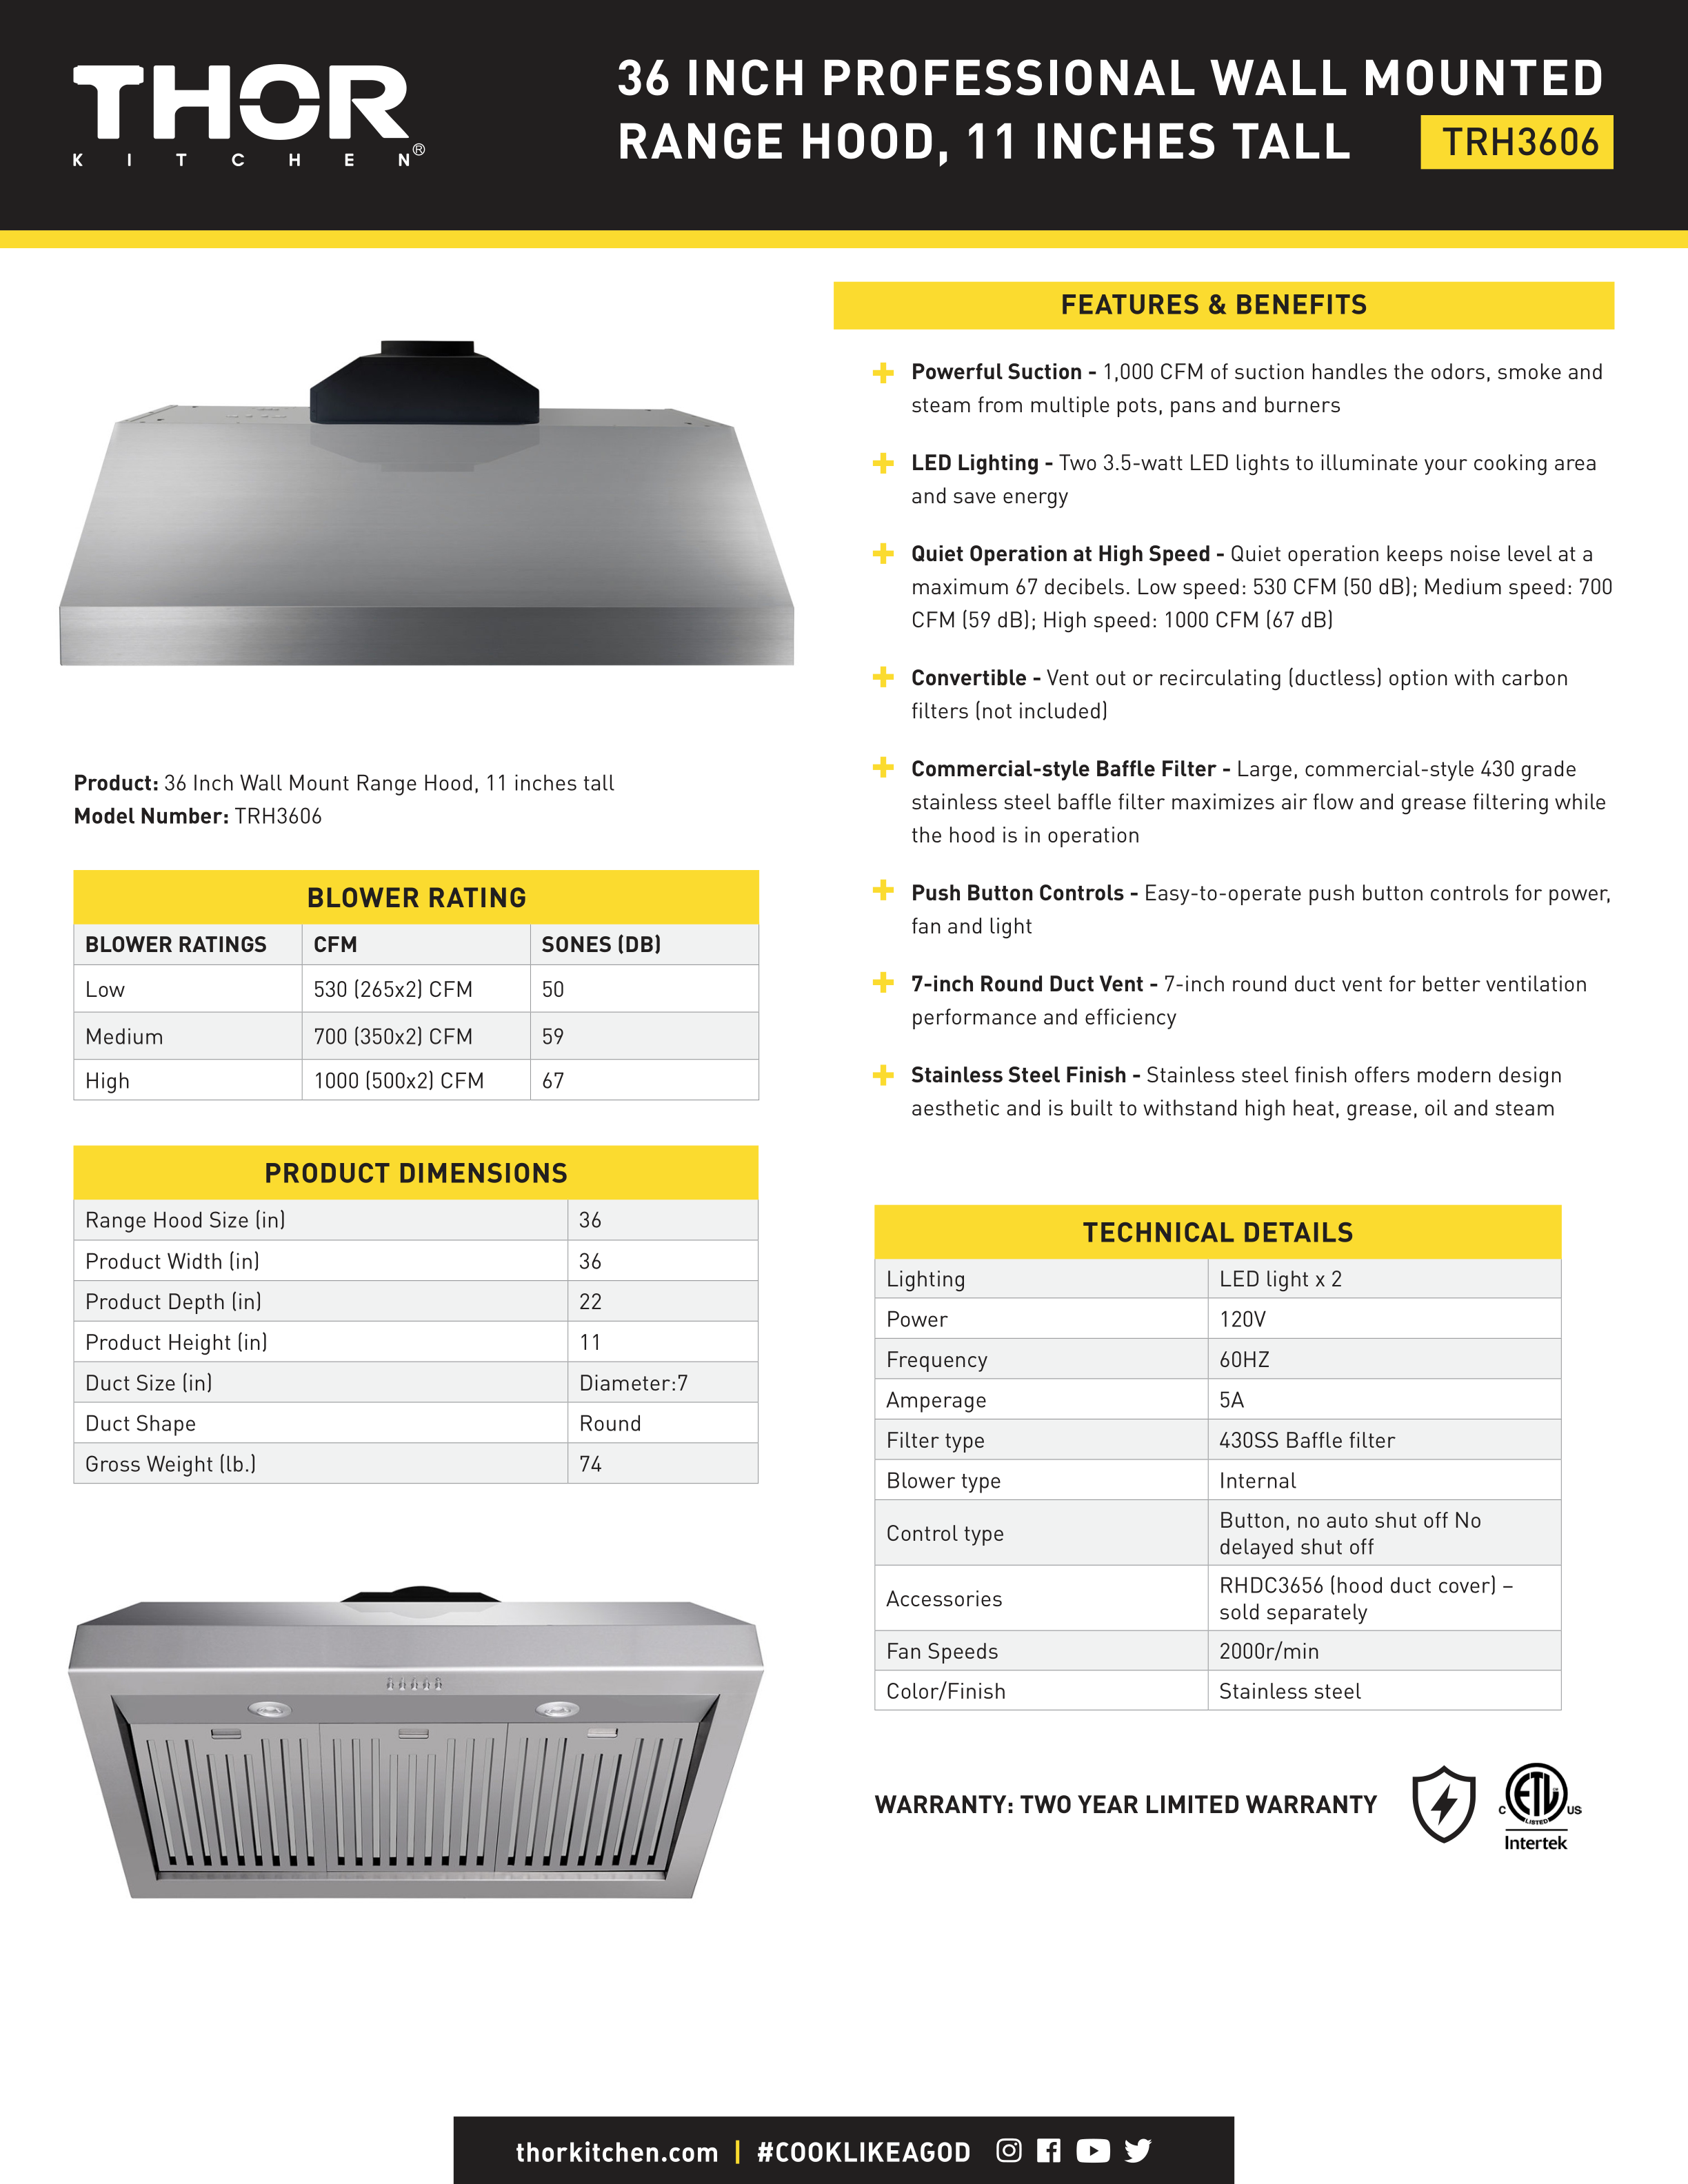 THOR
KITCHEN®
36 INCH PROFESSIONAL WALL MOUNTED
RANGE HOOD, 11 INCHES TALL
TRH3606
Product: 36 Inch Wall Mount Range Hood, 11 inches tall
Model Number: TRH3606
BLOWER RATING
BLOWER RATINGS CFM SONES (DB)
Low 530 (265x2) CFM 50
Medium 700 (350x2) CFM 59
High 1000 (500x2) CFM 67
PRODUCT DIMENSIONS
Range Hood Size (in) 36
Product Width (in) 36
Product Depth (in) 22
Product Height (in) 11
Duct Size (in) Diameter:7
Duct Shape Round
Gross Weight (lb.) 74
FEATURES & BENEFITS
Powerful Suction - 1,000 CFM of suction handles the odors, smoke and
steam from multiple pots, pans and burners
LED Lighting - Two 3.5-watt LED lights to illuminate your cooking area
and save energy
Quiet Operation at High Speed - Quiet operation keeps noise level at a
maximum 67 decibels. Low speed: 530 CFM (50 dB); Medium speed: 700
CFM (59 dB); High speed: 1000 CFM (67 dB)
Convertible - Vent out or recirculating (ductless) option with carbon
filters (not included)
Commercial-style Baffle Filter - Large, commercial-style 430 grade
stainless steel baffle filter maximizes air flow and grease filtering while
the hood is in operation
Push Button Controls - Easy-to-operate push button controls for power,
fan and light
7-inch Round Duct Vent - 7-inch round duct vent for better ventilation
performance and efficiency
Stainless Steel Finish - Stainless steel finish offers modern design
aesthetic and is built to withstand high heat, grease, oil and steam
TECHNICAL DETAILS
Lighting LED light x 2
Power 120V
Frequency 60HZ
Amperage 5A
Filter type 430SS Baffle filter
Blower type Internal
Control type Button, no auto shut off No
delayed shut off
Accessories RHDC3656 (hood duct cover) –
sold separately
Fan Speeds 2000r/min
Color/Finish Stainless steel
WARRANTY: TWO YEAR LIMITED WARRANTY
C ETL US
LISTED
Intertek
thorkitchen.com | #COOKLIKEAGOD